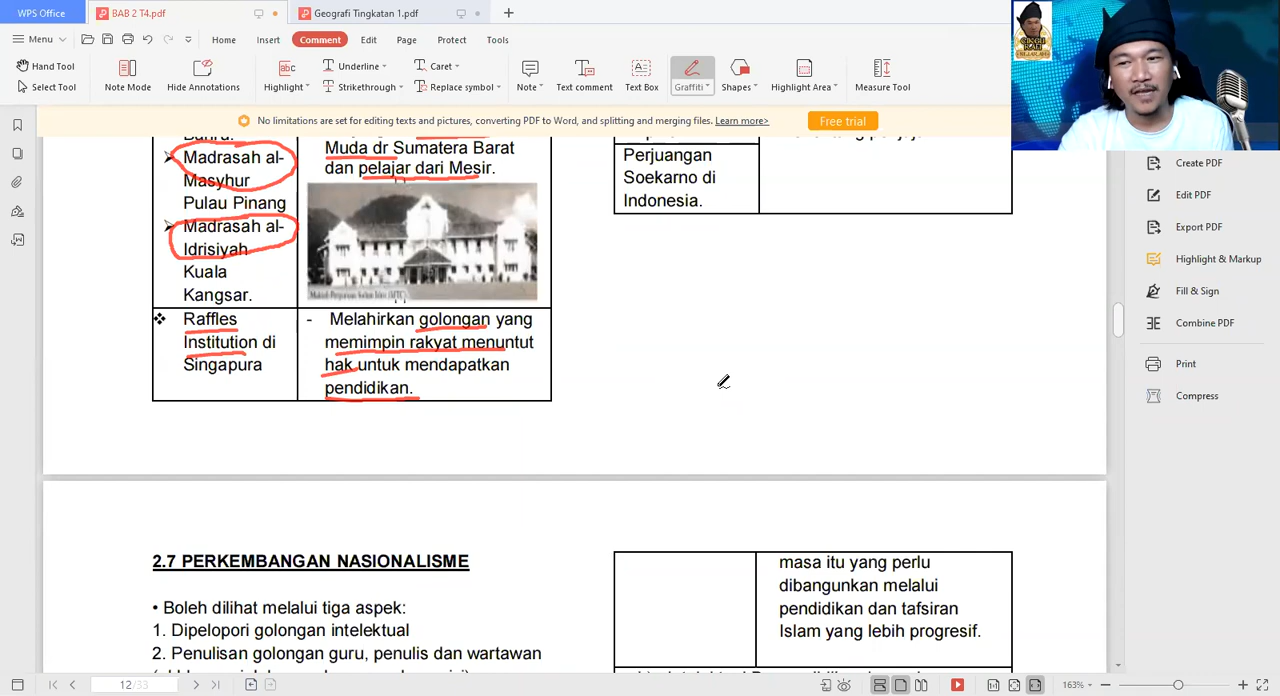 WPS Office
BAB 2 T4.pdf
Geografi Tingkatan 1.pdf
Menu
Home
Insert
Comment
Edit
Page
Protect
Tools
Hand Tool
Select Tool
Note Mode
Hide Annotations
Highlight
Underline
Strikethrough
Caret
Replace symbol
Note
Text comment
Text Box
Graffiti
Shapes
Highlight Area
Measure Tool
No limitations are set for editing texts and pictures, converting PDF to Word, and splitting and merging files. Learn more>
Free trial
Create PDF
Edit PDF
Export PDF
Highlight & Markup
Fill & Sign
Combine PDF
Print
Compress
Madrasah al-
Masyhur
Pulau Pinang
Madrasah al-
Idrisiyah
Kuala
Kangsar.
Muda dr Sumatera Barat
dan pelajar dari Mesir.
Raffles
Institution di
Singapura
- Melahirkan golongan yang
memimpin rakyat menuntut
hak untuk mendapatkan
pendidikan.
Perjuangan
Soekarno di
Indonesia.
2.7 PERKEMBANGAN NASIONALISME
• Boleh dilihat melalui tiga aspek:
1. Dipelopori golongan intelektual
2. Penulisan golongan guru, penulis dan wartawan
masa itu yang perlu
dibangunkan melalui
pendidikan dan tafsiran
Islam yang lebih progresif.
12/33
163%